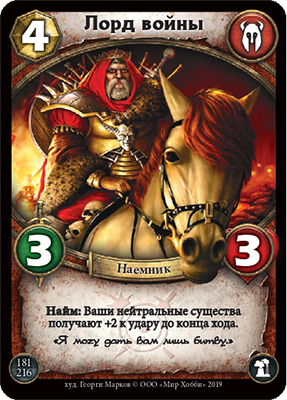 4
Лорд войны
3
3
Наемник
Найм: Ваши нейтральные существа
получают +2 к удару до конца хода.
«Я могу дать вам лишь битву.»
181
216
худ. Георги Марков © ООО «Мир Хобби» 2019